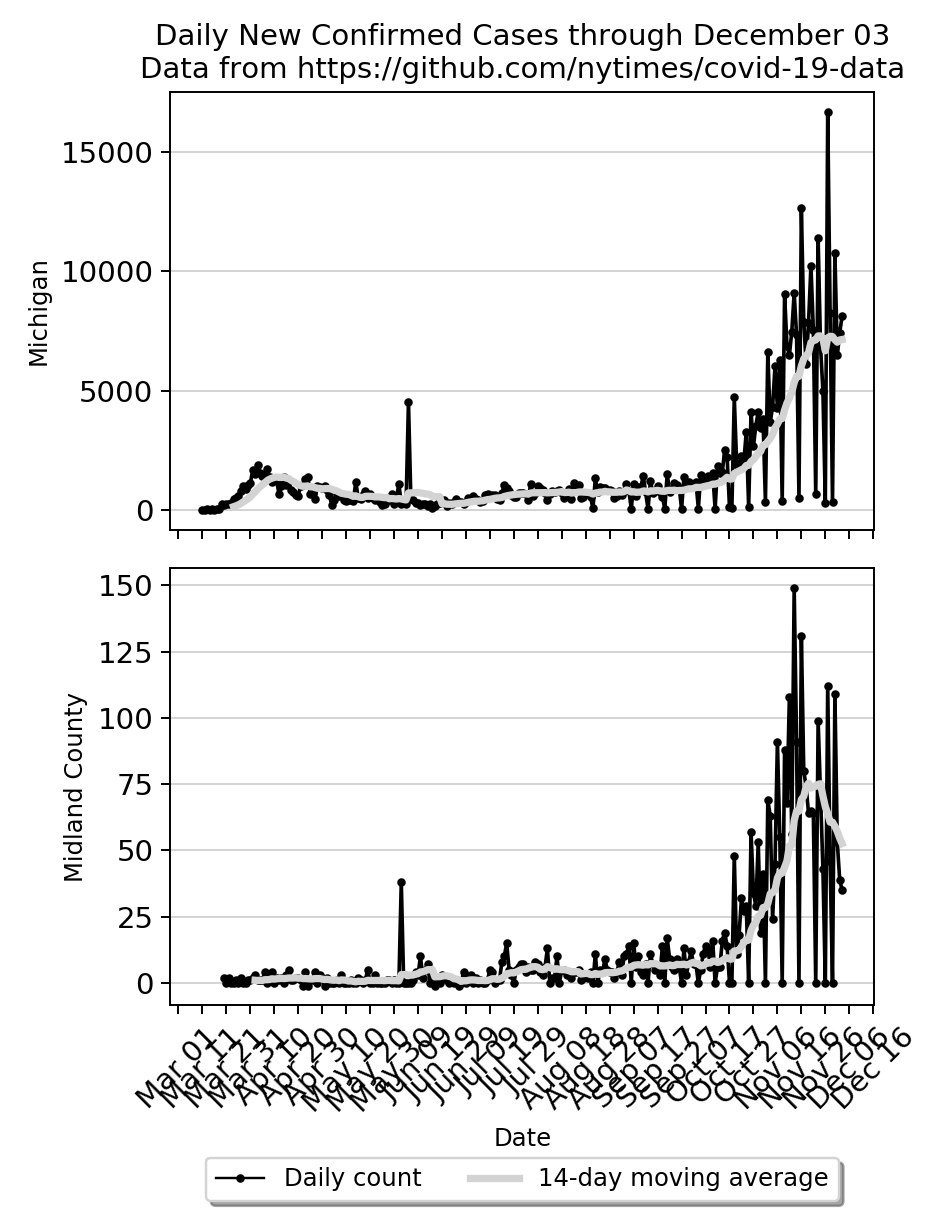 Daily New Confirmed Cases through December 03
Data from https://github.com/nytimes/covid-19-data
Michigan
15000
10000
5000
0
Midland County
150
125
100
75
50
25
0
Mar 01
Mar 11
Mar 21
Mar 31
Apr 10
Apr 20
Apr 30
May 10
May 20
May 30
Jun 09
Jun 19
Jun 29
Jul 09
Jul 19
Jul 29
Aug 08
Aug 18
Aug 28
Sep 07
Sep 17
Sep 27
Oct 07
Oct 17
Oct 27
Nov 06
Nov 16
Nov 26
Dec 06
Dec 16
Date
Daily count
14-day moving average